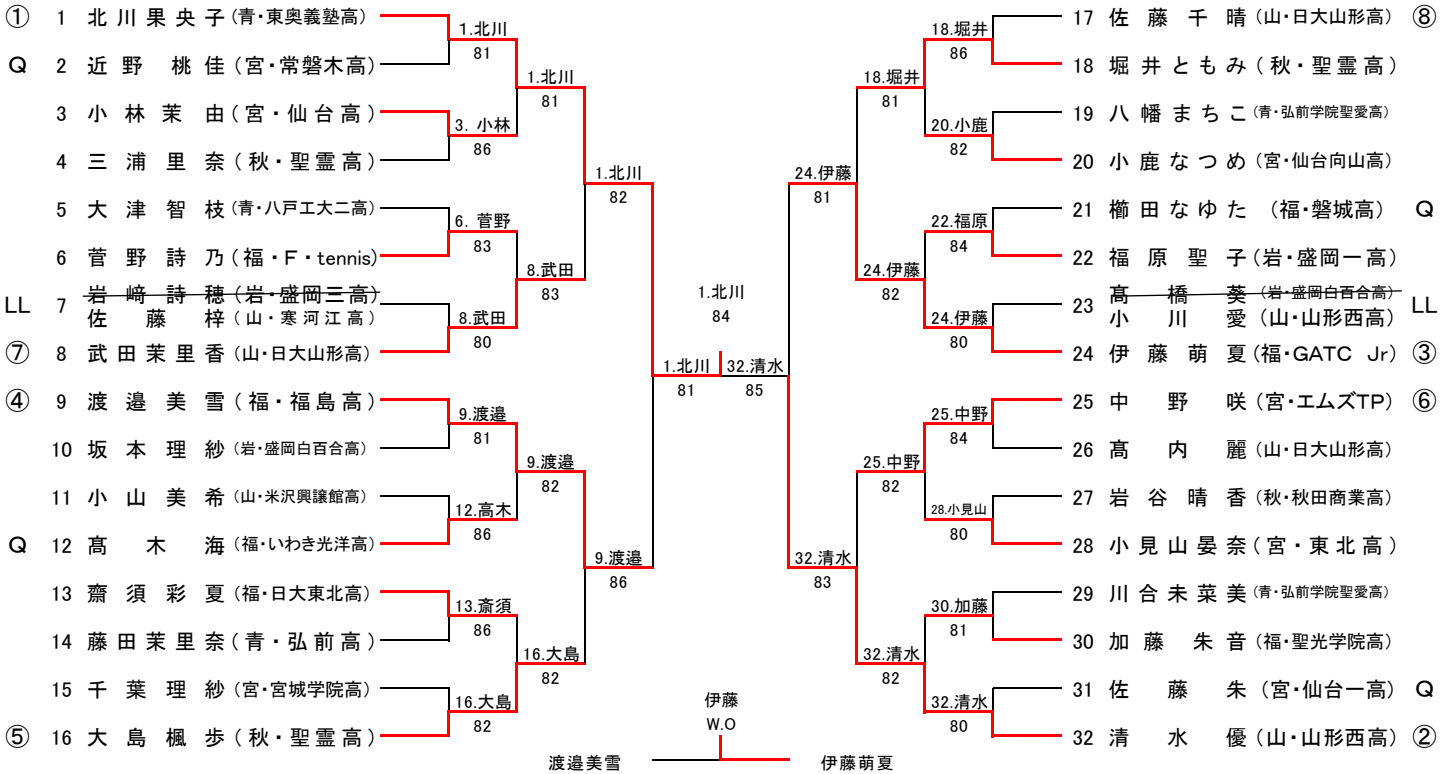 ① 1 北川果央子(青・東奥義塾高)
Q 2 近野 桃佳(宮・常磐木高)
3 小林茉由(宮・仙台高)
4 三浦里奈(秋・聖霊高)
5 大津智枝(青・八戸工大二高)
6 菅野詩乃(福・F・tennis)
岩﨑詩穂(岩・盛岡三高)
LL 7
佐藤梓(山・寒河江高)
⑦ 8 武田茉里香(山・日大山形高)
④ 9 渡邉美雪(福・福島高)
10 坂本理紗(岩・盛岡白百合高)
11 小山美希(山・米沢興譲館高)
Q 12 髙木海(福・いわき光洋高)
13 齋須彩夏(福・日大東北高)
14 藤田茉里奈(青・弘前高)
15 千葉理紗(宮・宮城学院高)
⑤ 16 大島楓歩(秋・聖霊高)
1.北川
81
3. 小林
86
6. 菅野
83
8.武田
80
9.渡邉
81
12.高木
86
13.斎須
86
16.大島
82
1.北川
81
8.武田
83
9.渡邉
82
16.大島
82
1.北川
82
9.渡邉
86
1.北川
81
1.北川
84
32.清水
85
24.伊藤
81
32.清水
83
18.堀井
81
24.伊藤
82
25.中野
82
32.清水
82
18.堀井
86
20.小鹿
82
22.福原
84
24.伊藤
80
25.中野
84
28.小見山
80
30.加藤
81
32.清水
80
17 佐藤千晴(山・日大山形高) ⑧
18 堀井ともみ(秋・聖霊高)
19 八幡まちこ(青・弘前学院聖愛高)
20 小鹿なつめ(宮・仙台向山高)
21 櫛田なゆた (福・磐城高) Q
22 福原聖子(岩・盛岡一高)
髙橋葵(岩・盛岡白百合高)
23 LL
小川愛(山・山形西高)
24 伊藤萌夏(福・GATC Jr) ③
25 中野咲(宮・エムズTP) ⑥
26 髙内麗(山・日大山形高)
27 岩谷晴香(秋・秋田商業高)
28 小見山晏奈(宮・東北高)
29 川合未菜美(青・弘前学院聖愛高)
30 加藤朱音(福・聖光学院高)
31 佐藤朱(宮・仙台一高) Q
32 清水優(山・山形西高) ②
伊藤
W.O
渡邉美雪 伊藤萌夏